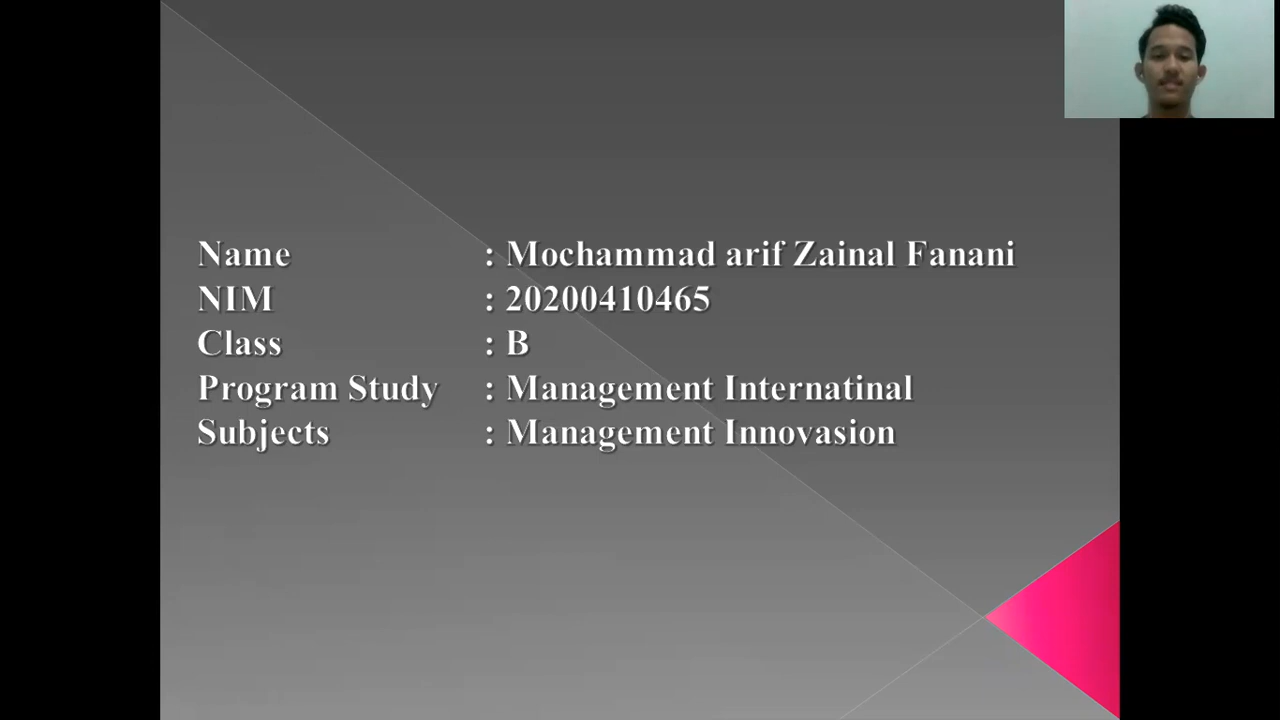 Name : Mochammad arif Zainal Fanani
NIM : 20200410465
Class : B
Program Study : Management Internatinal
Subjects : Management Innovasion